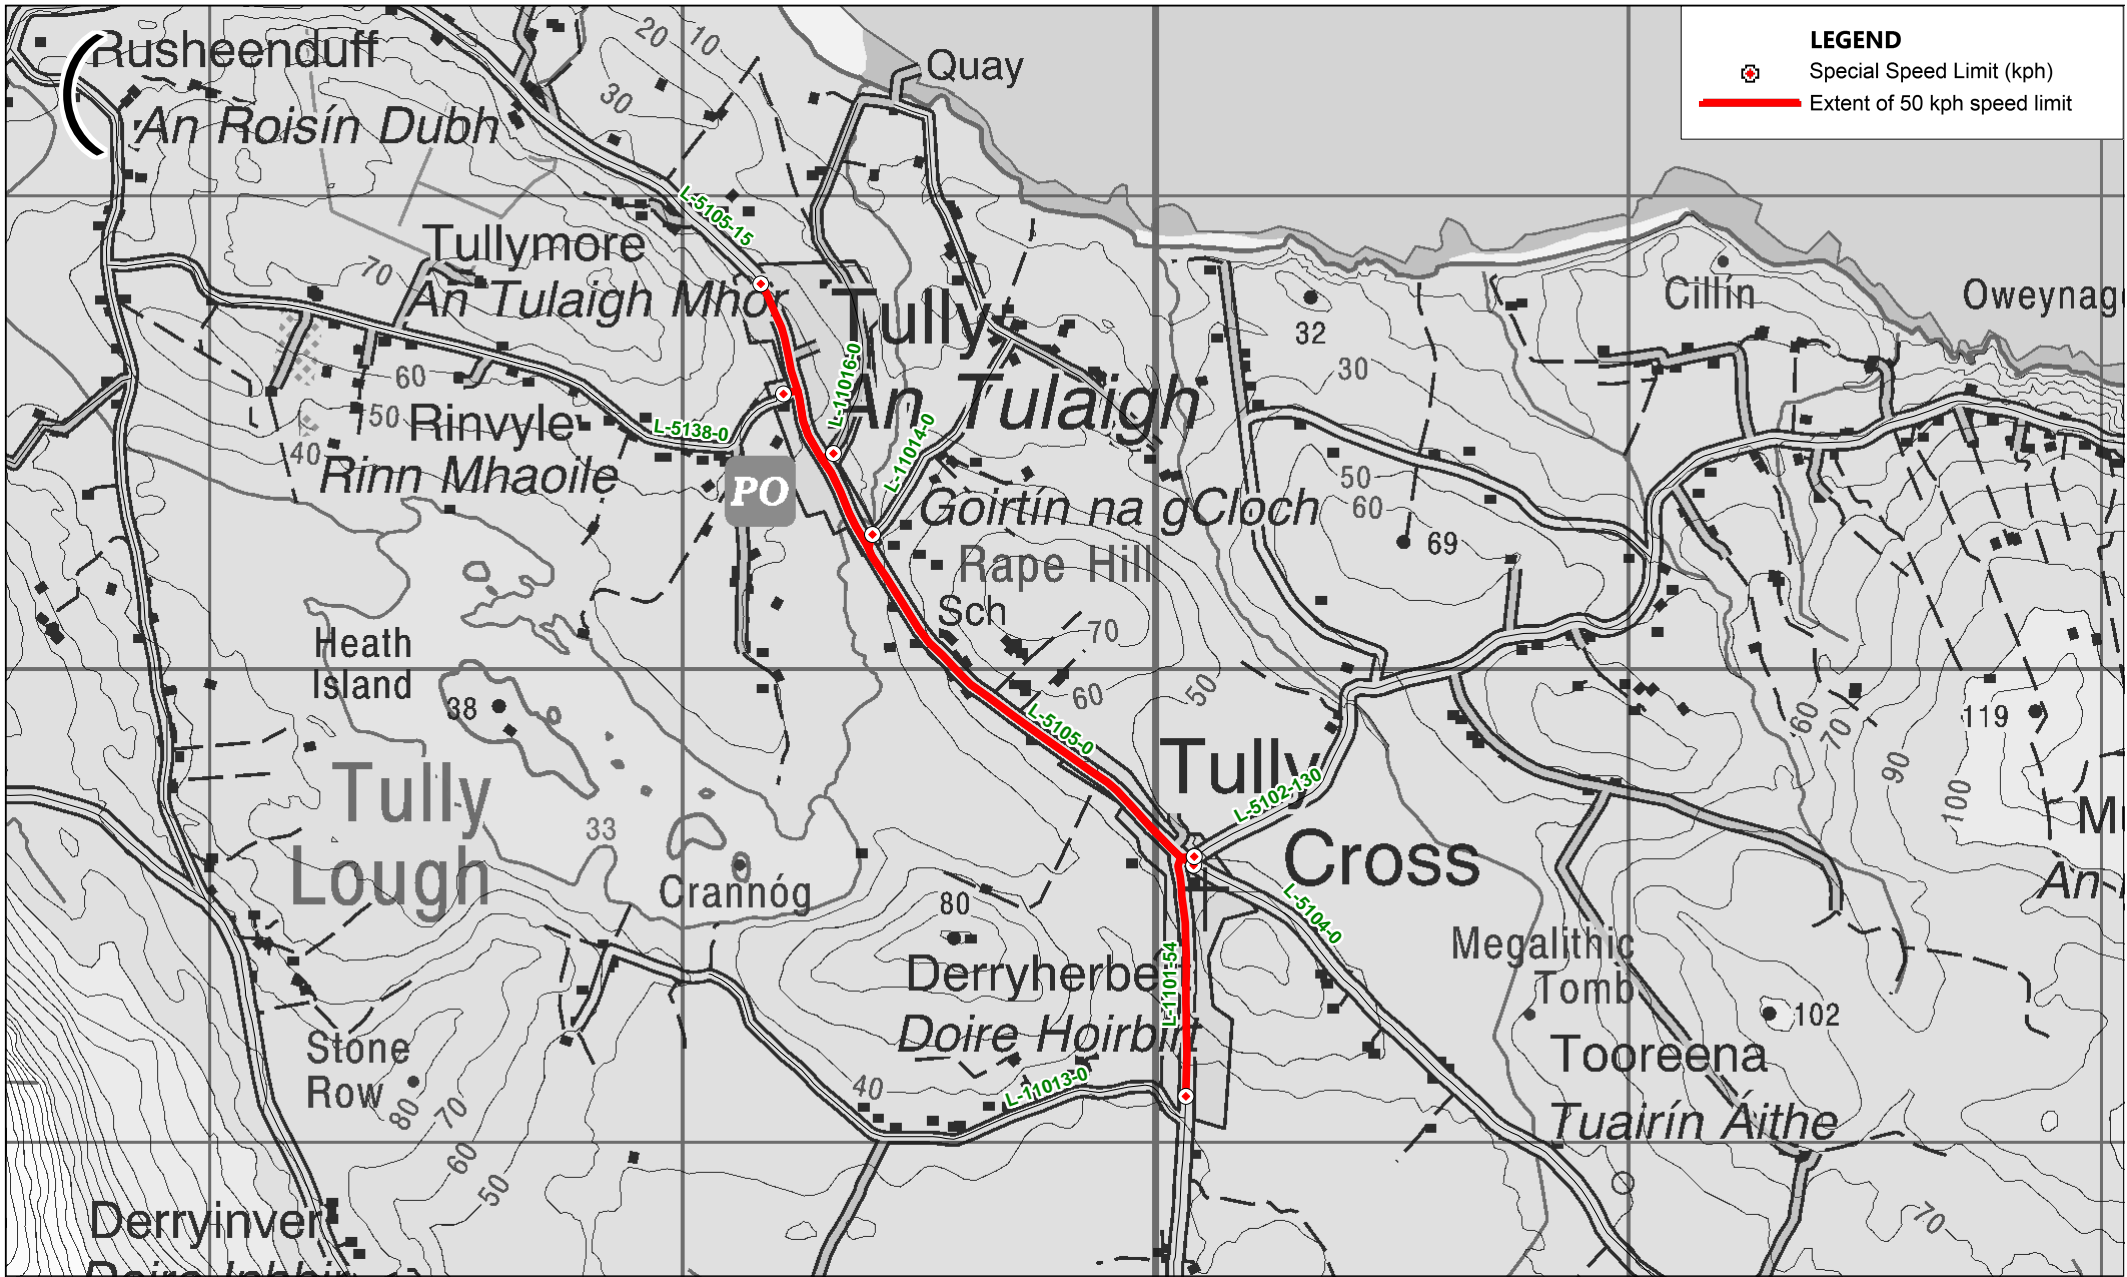 LEGEND
Special Speed Limit (kph)
Extent of 50 kph speed limit
Rusheenduff
An Roisín Dubh
20
10
30
Quay
L-5105-15
Tullymore
An Tulaigh Mhór
70
Tully
An Tulaigh
L-11016-0
L-11014-0
32
30
Cillín
60
50
40
Rinvyle
Rinn Mhaoile
L-5138-0
PO
Goirtín na gCloch
Rape Hill
Sch
70
60
50
50
60
69
Heath
Island
38
Tully
Lough
33
Crannóg
L-5105-0
Tully
Cross
L-5102-130
L-5104-0
119
60
70
90
100
80
Derryherbe
Doire Hoirbirt
L-1101-54
L-11013-0
40
Megalithic
Tomb
102
Tooreena
Tuairín Áithe
Stone
Row
80
70
60
50
70
Derryinver